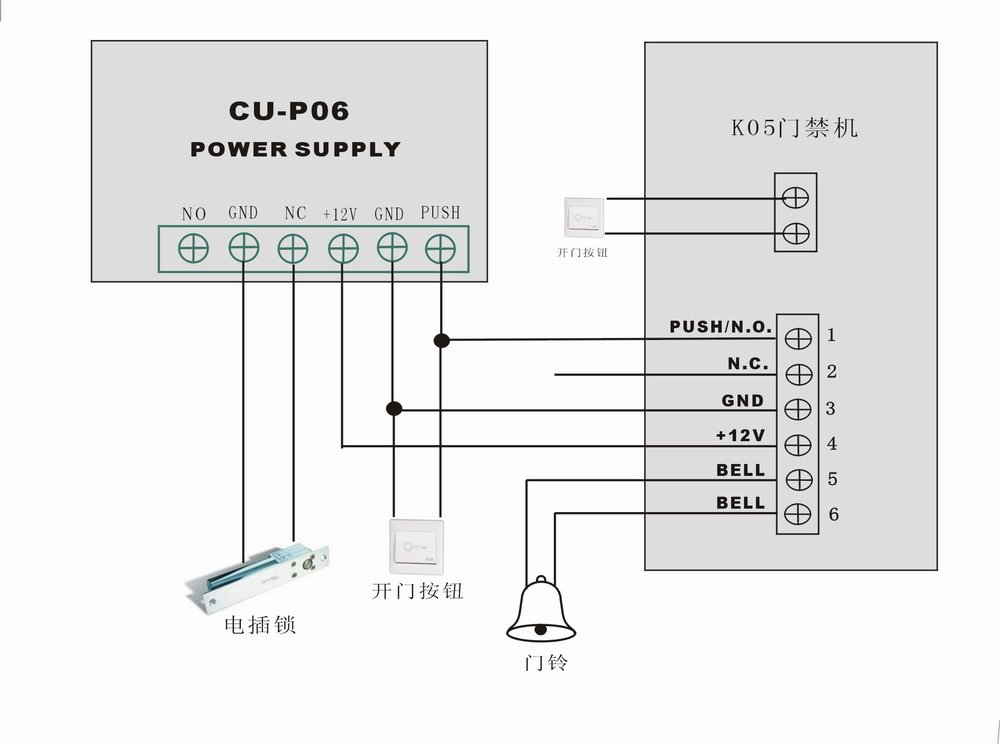 CU-P06
POWER SUPPLY
NO GND NC +12V GND PUSH
K05门禁机
开门按钮
PUSH/N.O. 1
N.C. 2
GND 3
+12V 4
BELL 5
BELL 6
开门按钮
电插锁
门铃